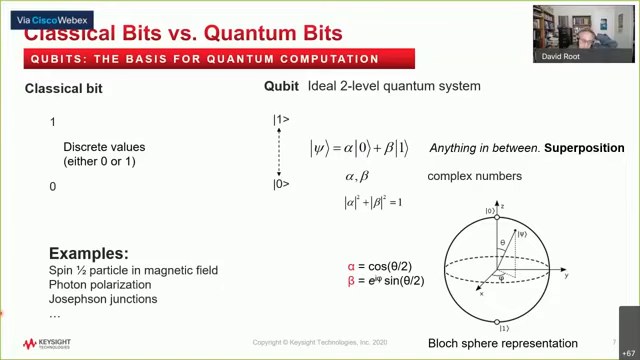 Via Cisco Webex
Classical Bits vs. Quantum Bits
QUBITS: THE BASIS FOR QUANTUM COMPUTATION
David Root
Classical bit
Qubit Ideal 2-level quantum system
1
|1>
Discrete values
(either 0 or 1)
|ψ⟩ = α|0⟩ + β|1⟩ Anything in between. Superposition
0
|0>
α, β complex numbers
|α|² + |β|² = 1
Examples:
Spin ½ particle in magnetic field
Photon polarization
Josephson junctions
…
α = cos(θ/2)
β = e^iφ sin(θ/2)
z
|0⟩
|ψ⟩
θ
φ
y
x
|1⟩
Bloch sphere representation
KEYSIGHT
TECHNOLOGIES
Copyright © Keysight Technologies, Inc. 2020
7
+67